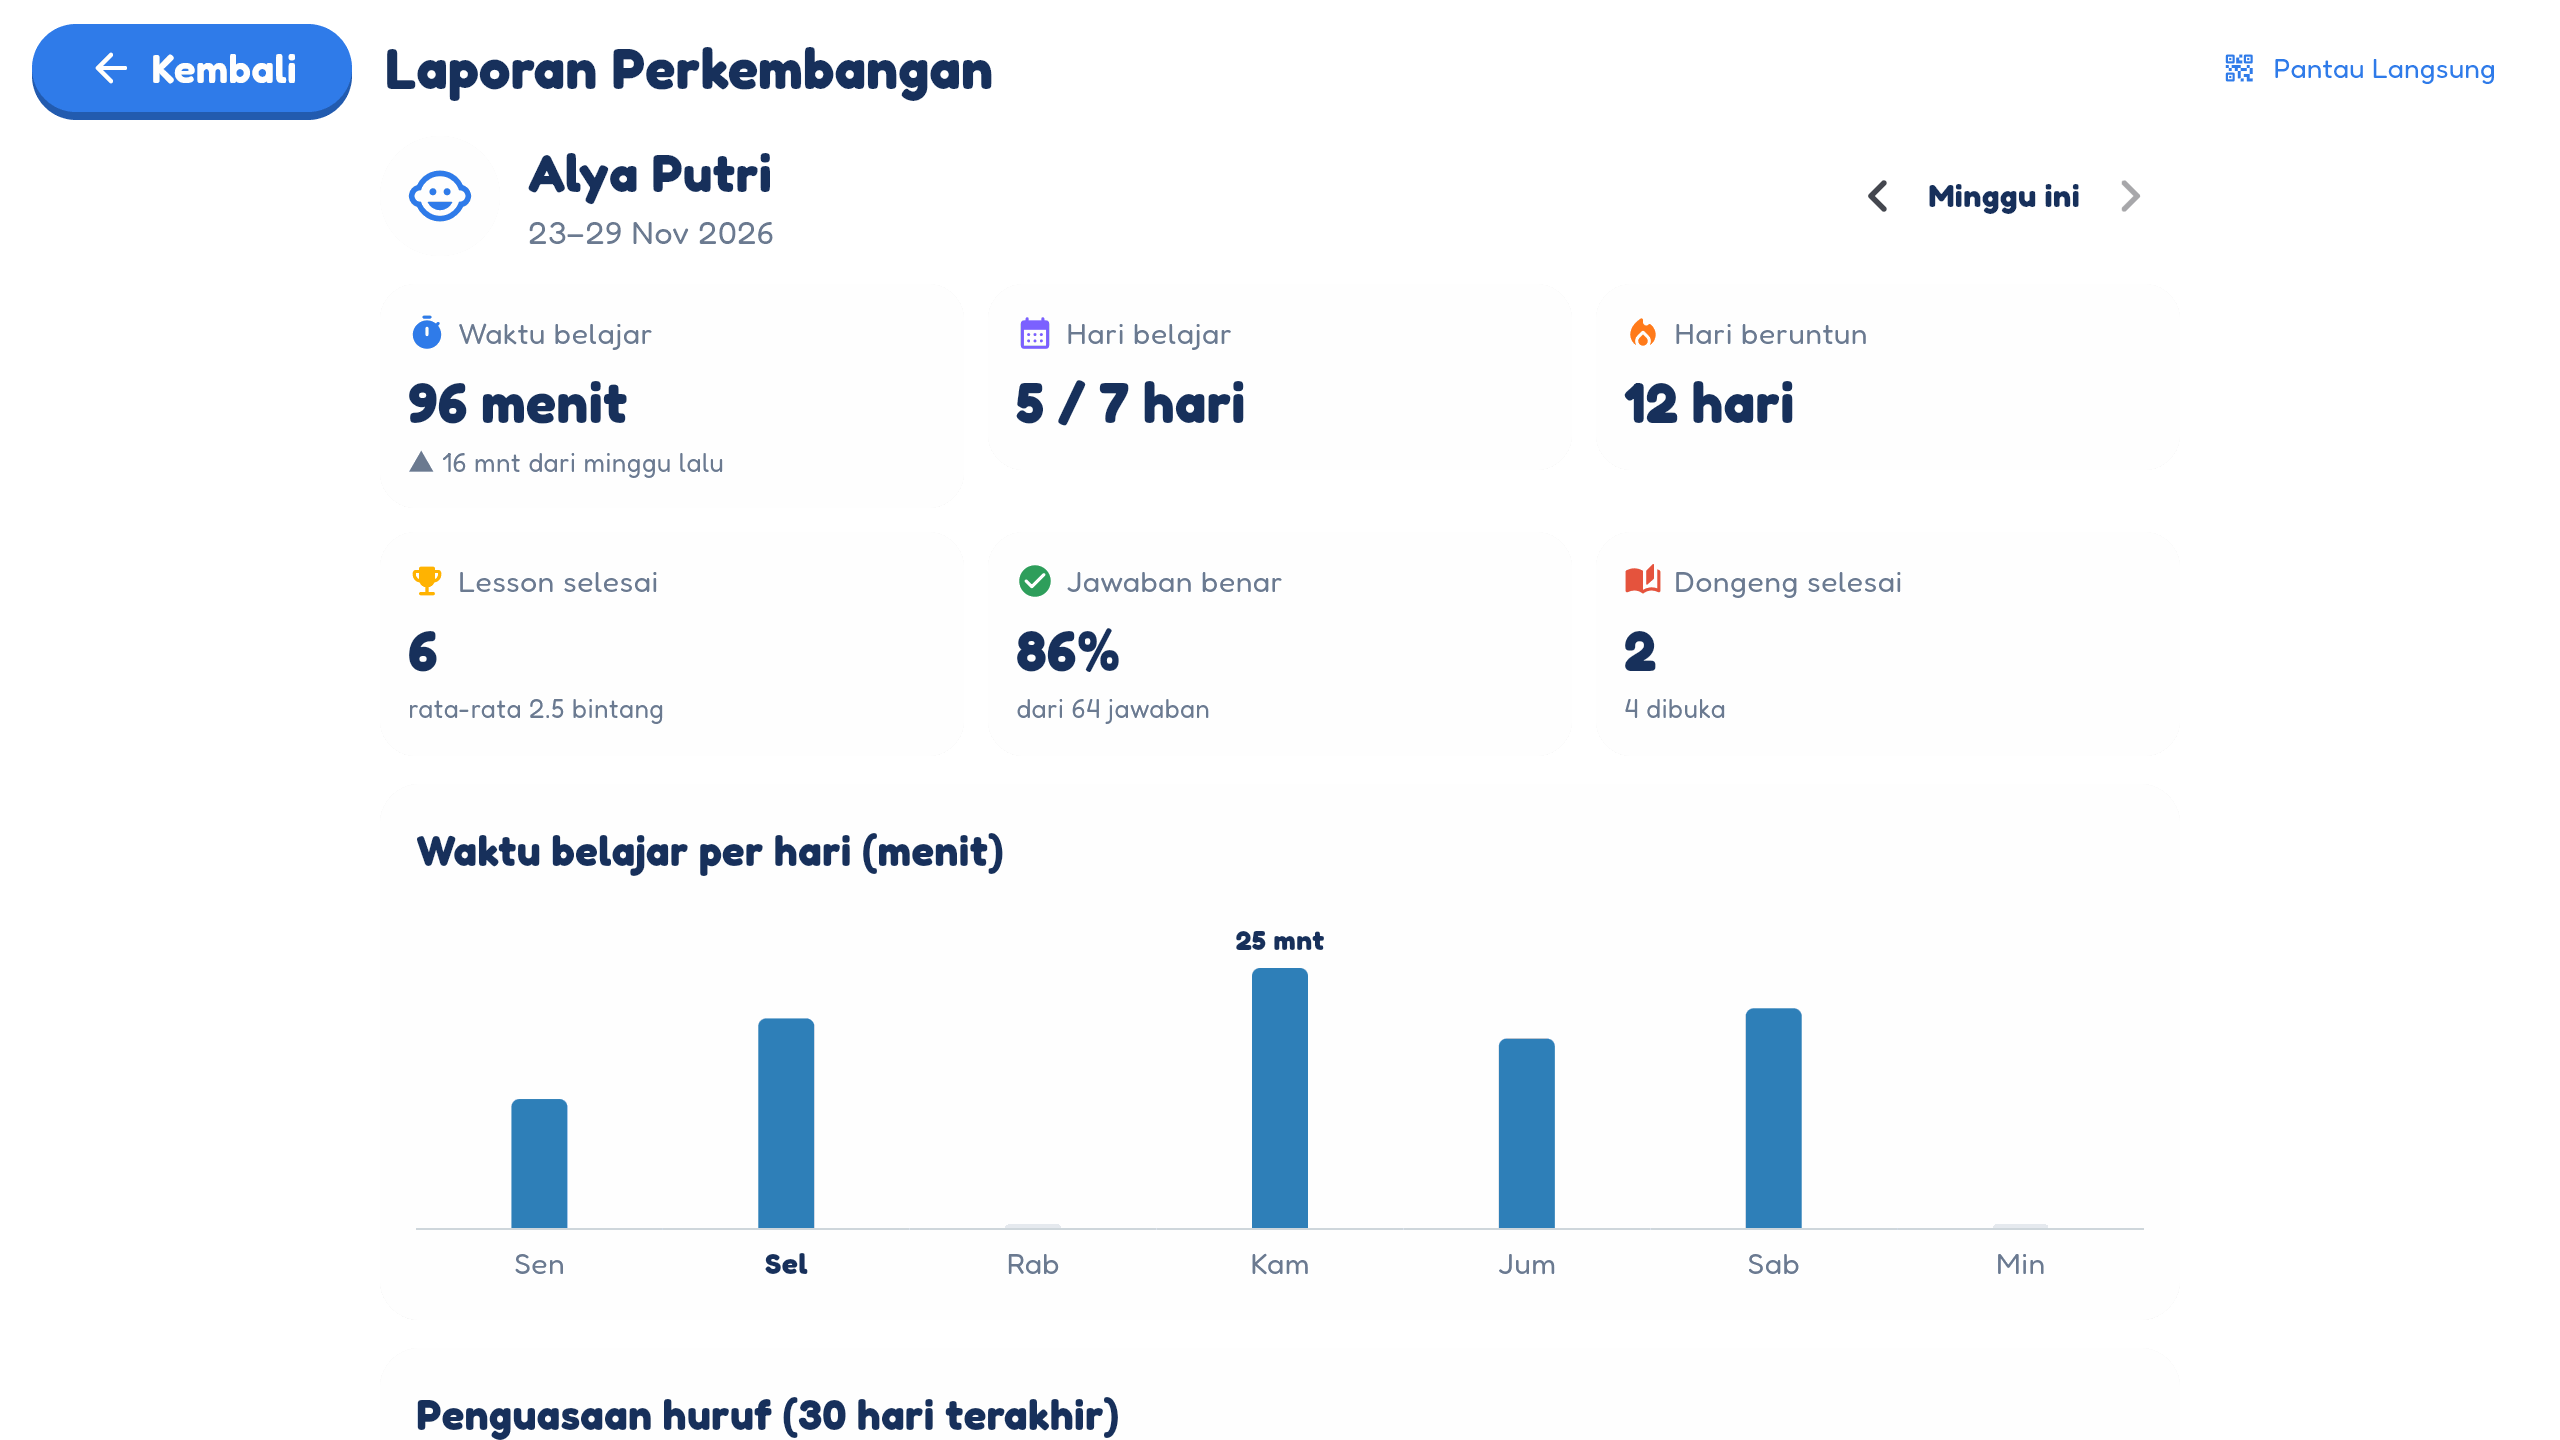 Kembali
Laporan Perkembangan
Pantau Langsung
Alya Putri
23–29 Nov 2026
Minggu ini
Waktu belajar
96 menit
▲ 16 mnt dari minggu lalu
Hari belajar
5 / 7 hari
Hari beruntun
12 hari
Lesson selesai
6
rata-rata 2.5 bintang
Jawaban benar
86%
dari 64 jawaban
Dongeng selesai
2
4 dibuka
Waktu belajar per hari (menit)
25 mnt
Sen Sel Rab Kam Jum Sab Min
Penguasaan huruf (30 hari terakhir)